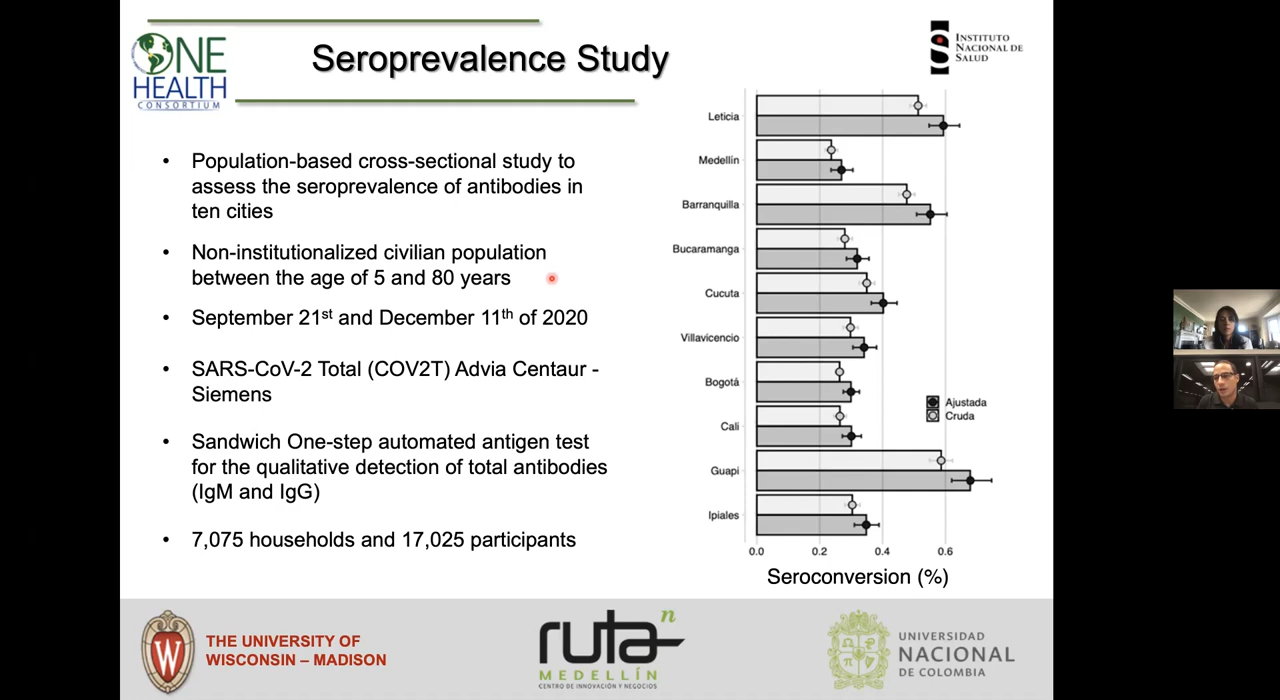 ONE
HEALTH
CONSORTIUM
Seroprevalence Study
INSTITUTO
NACIONAL DE
SALUD
• Population-based cross-sectional study to
assess the seroprevalence of antibodies in
ten cities
• Non-institutionalized civilian population
between the age of 5 and 80 years
• September 21st and December 11th of 2020
• SARS-CoV-2 Total (COV2T) Advia Centaur -
Siemens
• Sandwich One-step automated antigen test
for the qualitative detection of total antibodies
(IgM and IgG)
• 7,075 households and 17,025 participants
Leticia
Medellín
Barranquilla
Bucaramanga
Cucuta
Villavicencio
Bogotá
Cali
Guapi
Ipiales
Ajustada
Cruda
0.0 0.2 0.4 0.6
Seroconversion (%)
W
THE UNIVERSITY OF
WISCONSIN – MADISON
ruta n
MEDELLÍN
CENTRO DE INNOVACIÓN Y NEGOCIOS
UNIVERSIDAD
NACIONAL
DE COLOMBIA